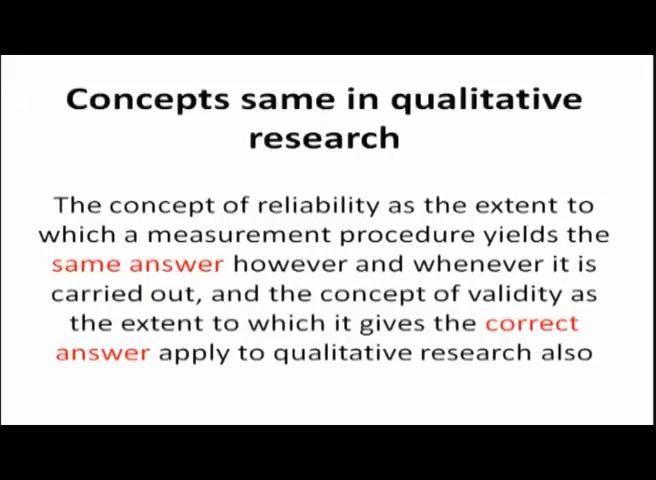 Concepts same in qualitative
research
The concept of reliability as the extent to
which a measurement procedure yields the
same answer however and whenever it is
carried out, and the concept of validity as
the extent to which it gives the correct
answer apply to qualitative research also